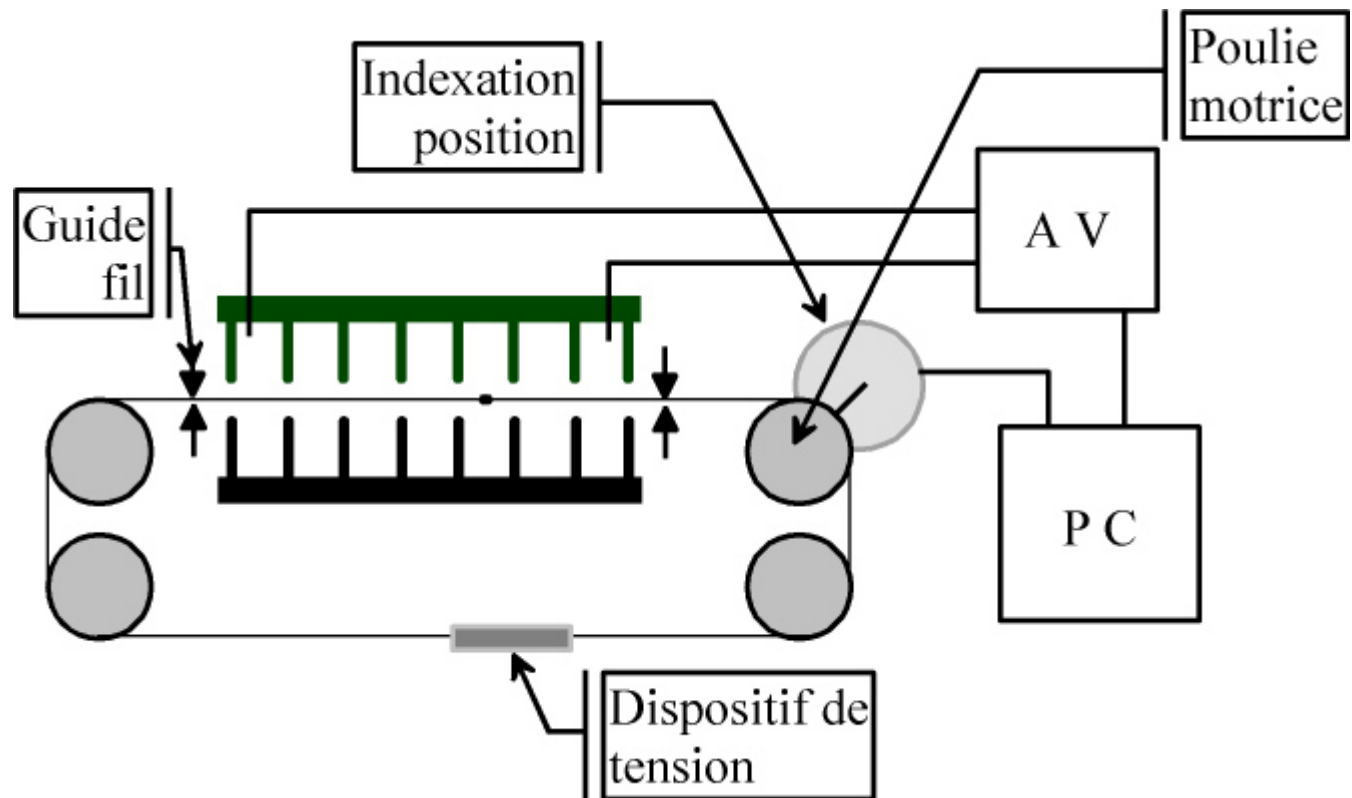 Indexation
position
Poulie
motrice
A V
Guide
fil
P C
Dispositif de
tension